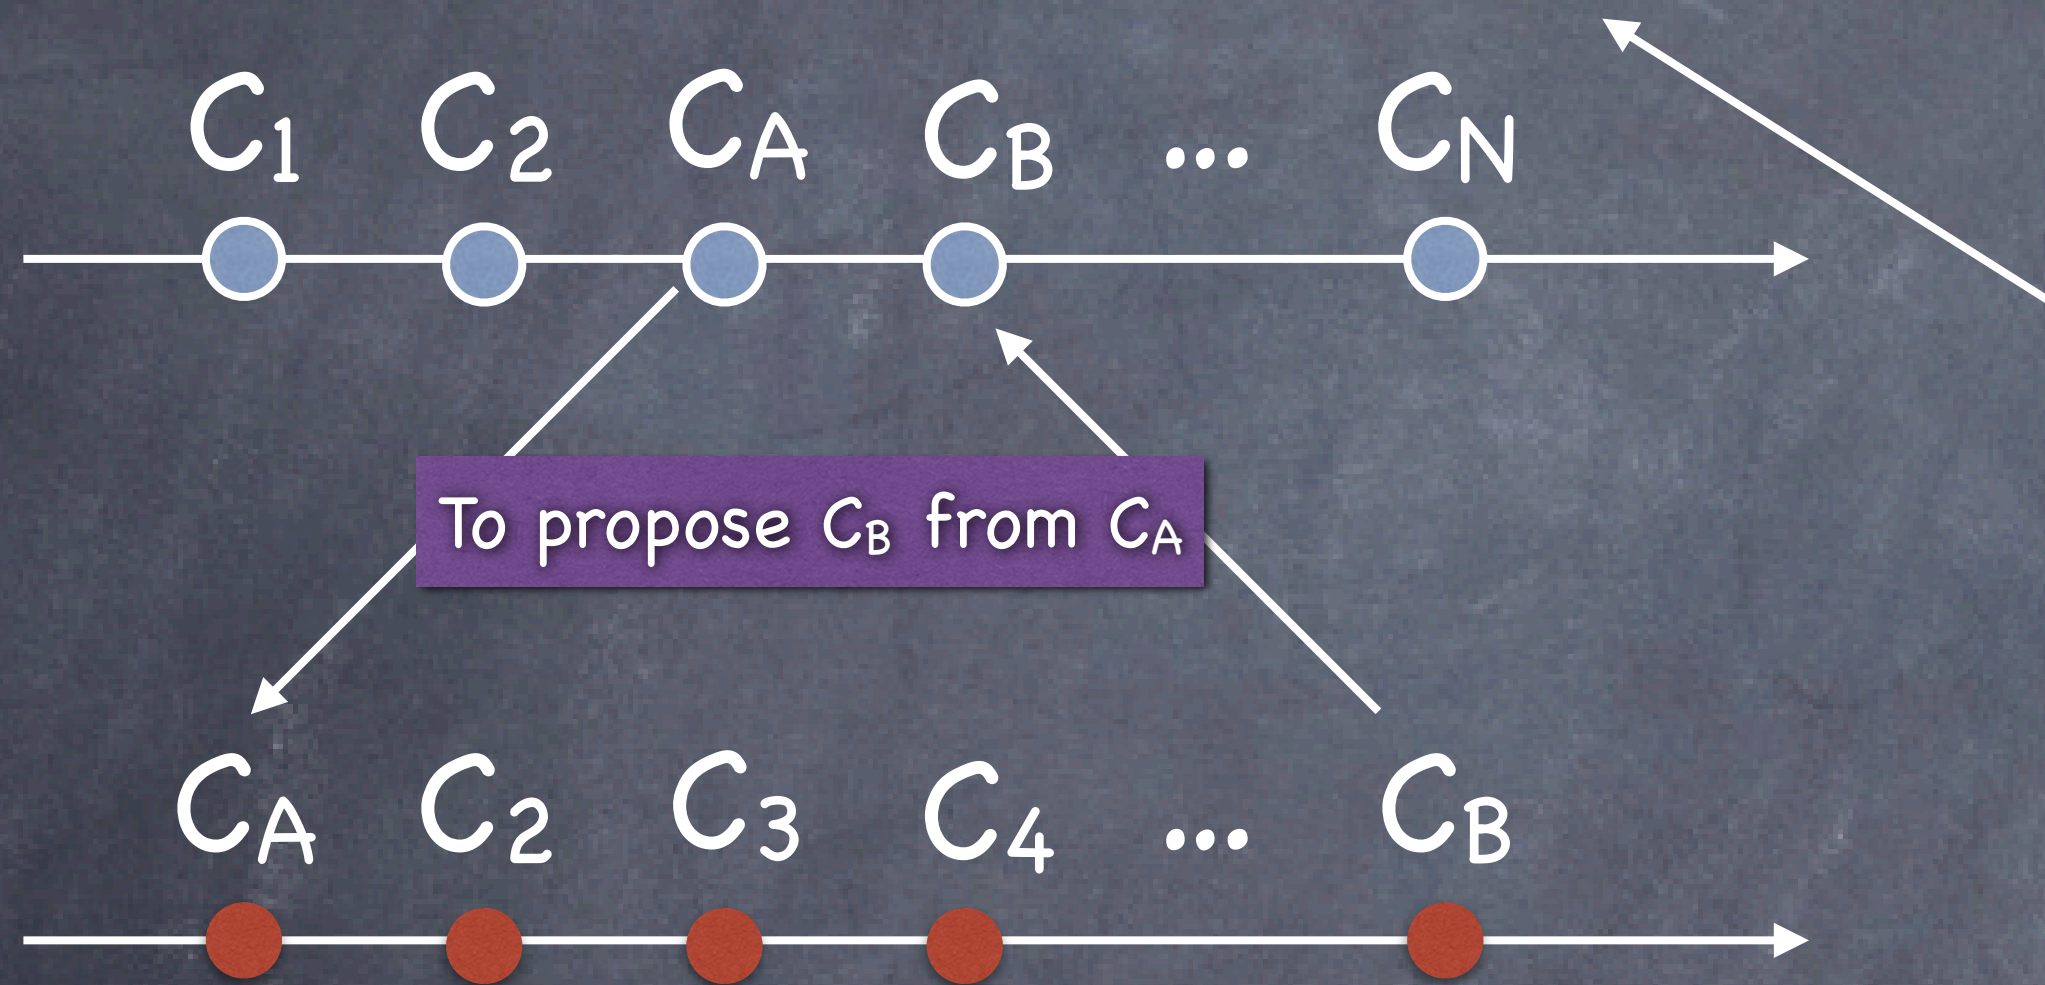 C1 C2 CA CB ... CN
To propose CB from CA
CA C2 C3 C4 ... CB